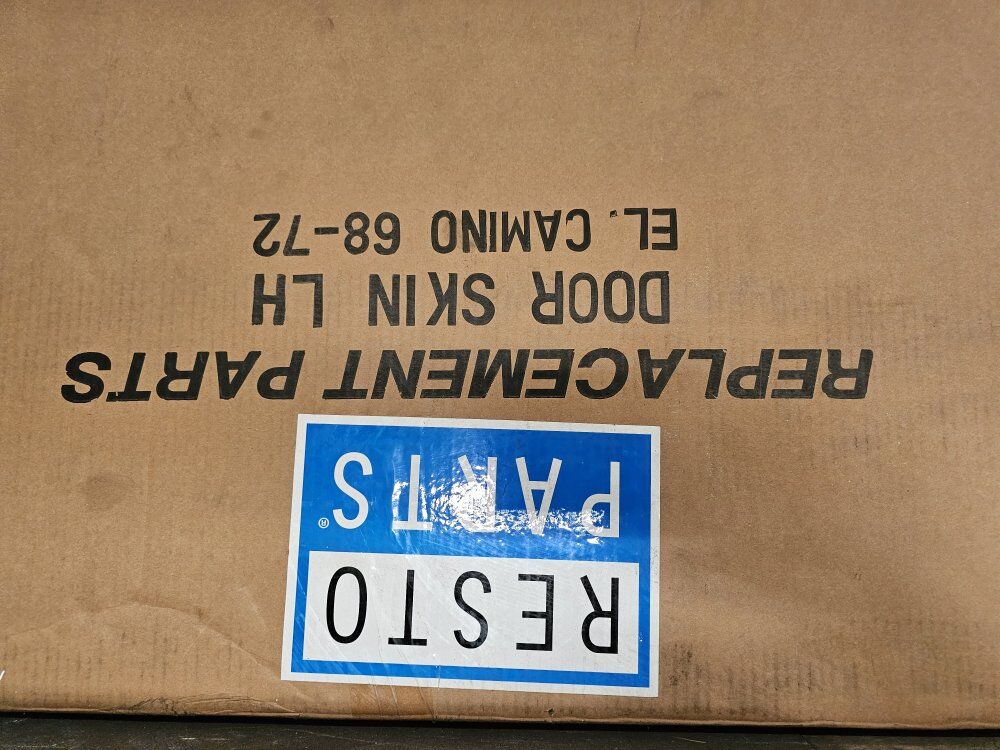 RESTO
PARTS®
REPLACEMENT PARTS
DOOR SKIN LH
EL. CAMINO 68-72